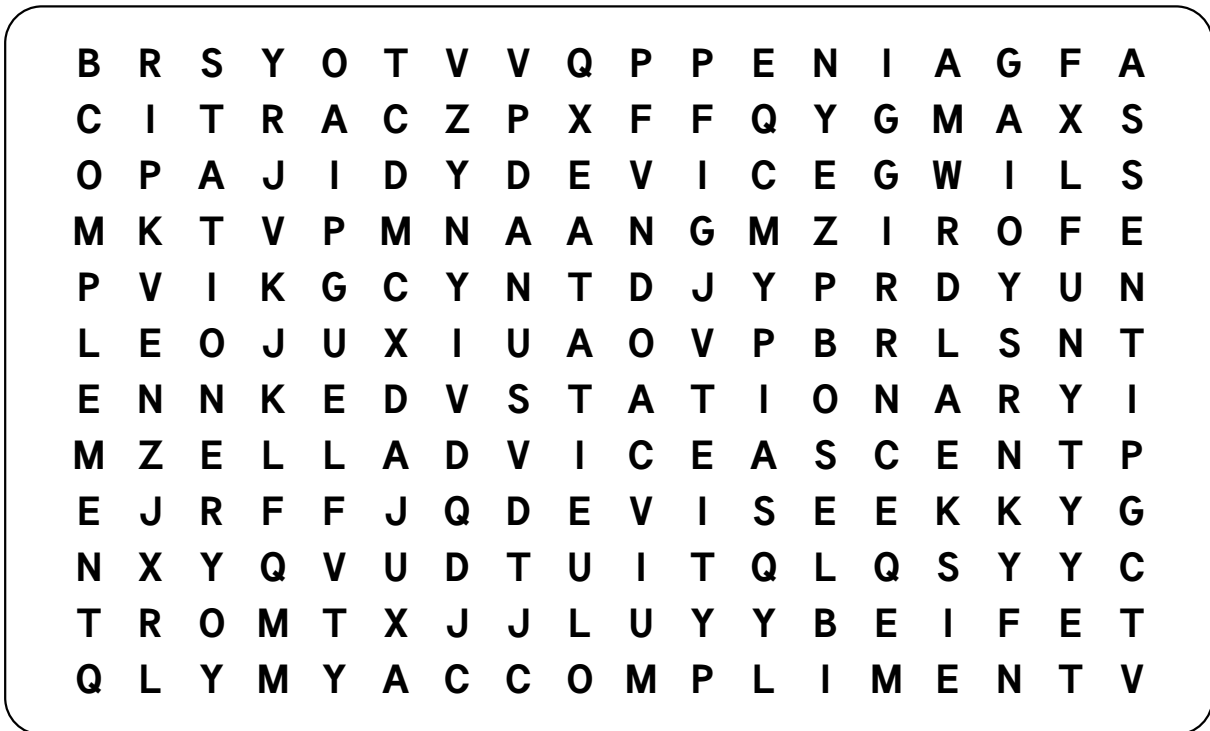 B R S Y O T V V Q P P E N I A G F A
C I T R A C Z P X F F Q Y G M A X S
O P A J I D Y D E V I C E G W I L S
M K T V P M N A A N G M Z I R O F E
P V I K G C Y N T D J Y P R D Y U N
L E O J U X I U A O V P B R L S N T
E N N K E D V S T A T I O N A R Y I
M Z E L L A D V I C E A S C E N T P
E J R F F J Q D E V I S E E K K Y G
N X Y Q V U D T U I T Q L Q S Y Y C
T R O M T X J J L U Y Y B E I F E T
Q L Y M Y A C C O M P L I M E N T V